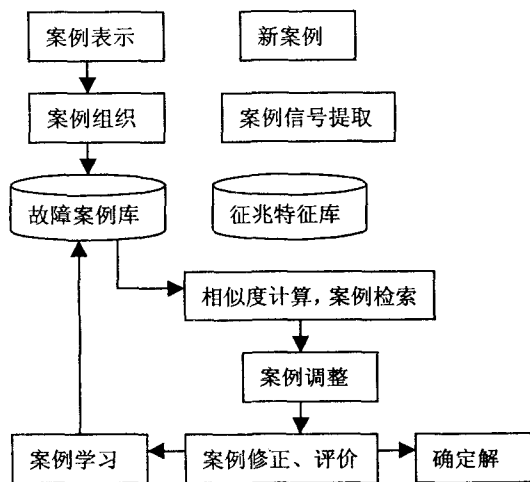 案例表示
新案例
案例组织
案例信号提取
故障案例库
征兆特征库
相似度计算，案例检索
案例调整
案例学习
案例修正、评价
确定解